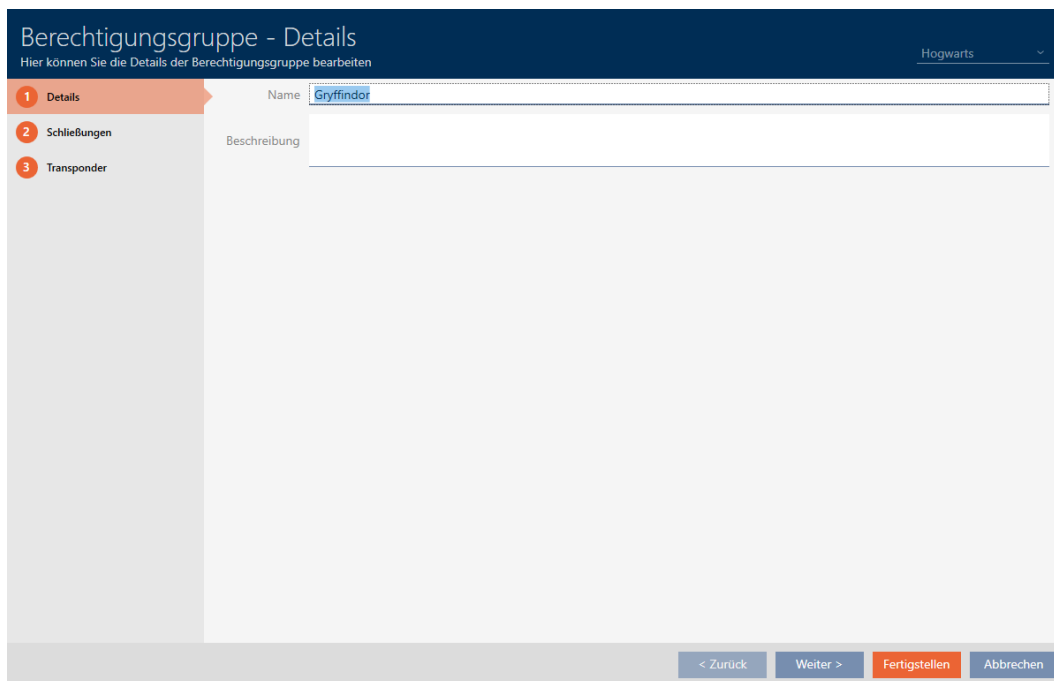 Berechtigungsgruppe - Details
Hier können Sie die Details der Berechtigungsgruppe bearbeiten
Hogwarts
1 Details
2 Schließungen
3 Transponder
Name Gryffindor
Beschreibung
< Zurück Weiter > Fertigstellen Abbrechen